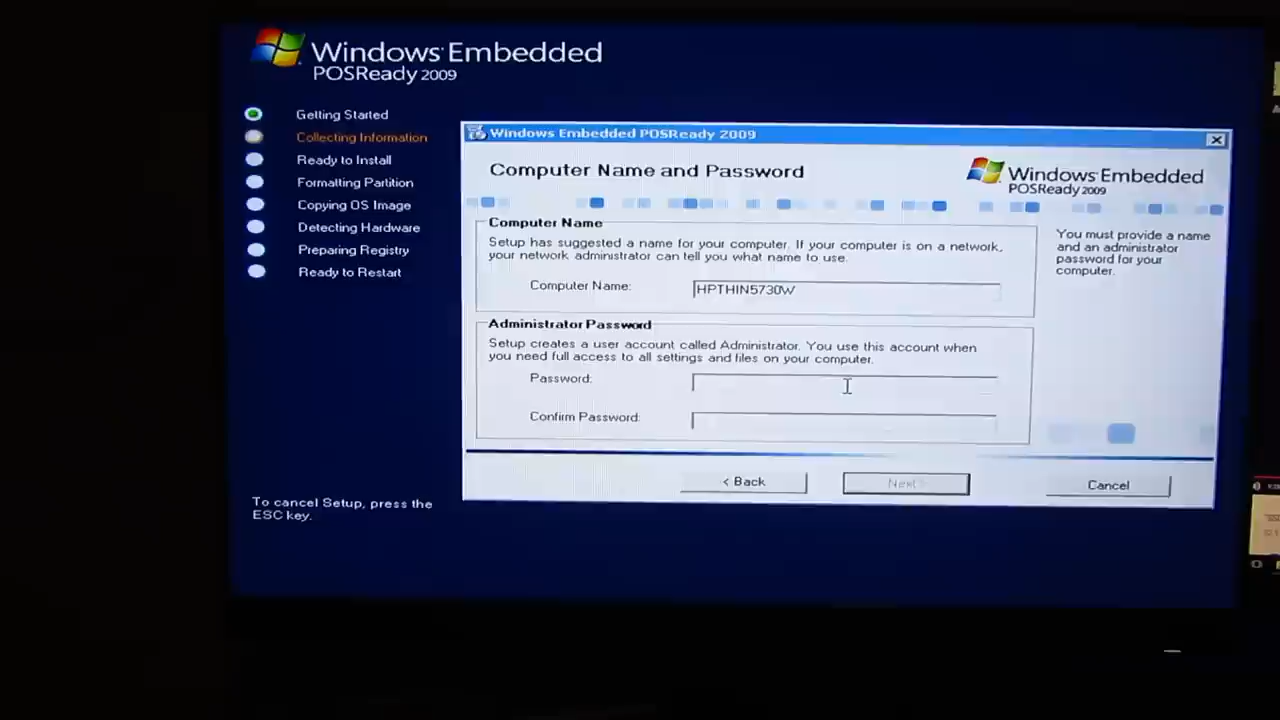 Windows Embedded
POSReady 2009
Getting Started
Collecting Information
Ready to Install
Formatting Partition
Copying OS Image
Detecting Hardware
Preparing Registry
Ready to Restart
To cancel Setup, press the
ESC key.
Windows Embedded POSReady 2009
Computer Name and Password
Windows Embedded
POSReady 2009
Computer Name
Setup has suggested a name for your computer. If your computer is on a network,
your network administrator can tell you what name to use.
Computer Name:
HPTHIN5730W
Administrator Password
Setup creates a user account called Administrator. You use this account when
you need full access to all settings and files on your computer.
Password:
Confirm Password:
You must provide a name
and an administrator
password for your
computer.
< Back
Next >
Cancel